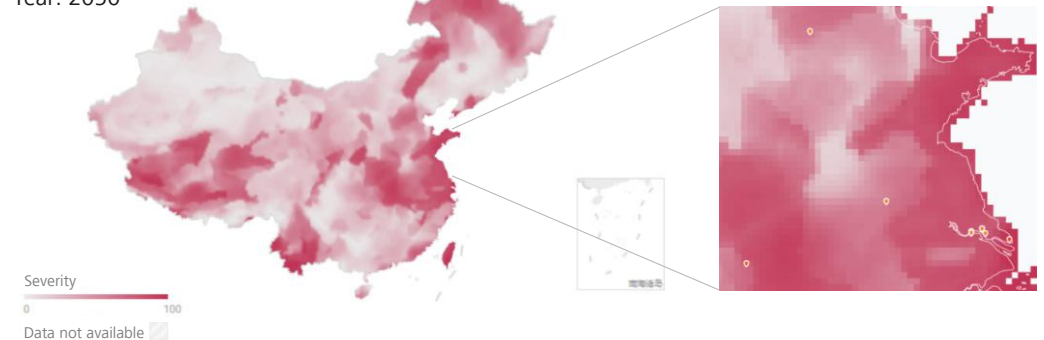 Year: 2050
Severity
0
100
Data not available
南海诸岛